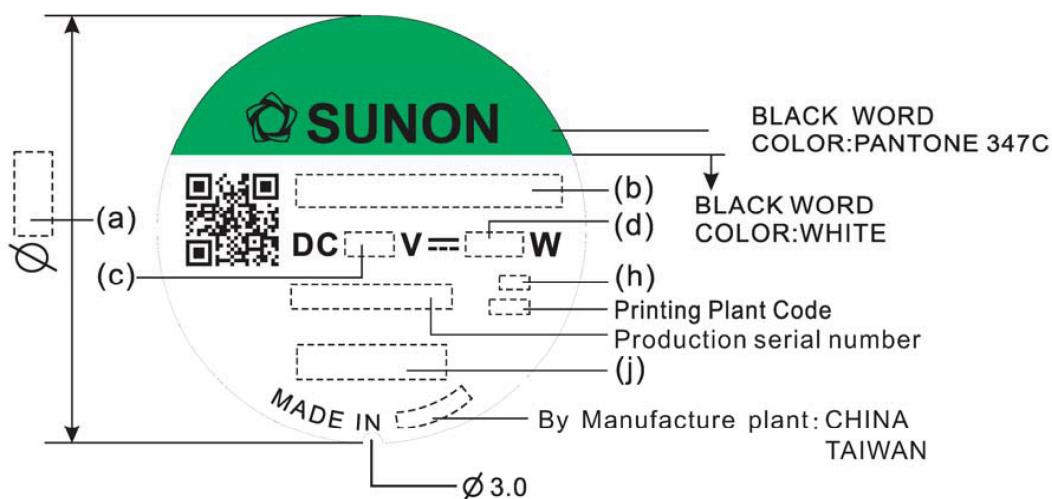 SUNON
BLACK WORD
COLOR:PANTONE 347C
(a)
(b)
BLACK WORD
COLOR:WHITE
DC V W
(d)
(c)
(h)
Printing Plant Code
Production serial number
(j)
MADE IN
By Manufacture plant: CHINA
TAIWAN
Ø
Ø 3.0